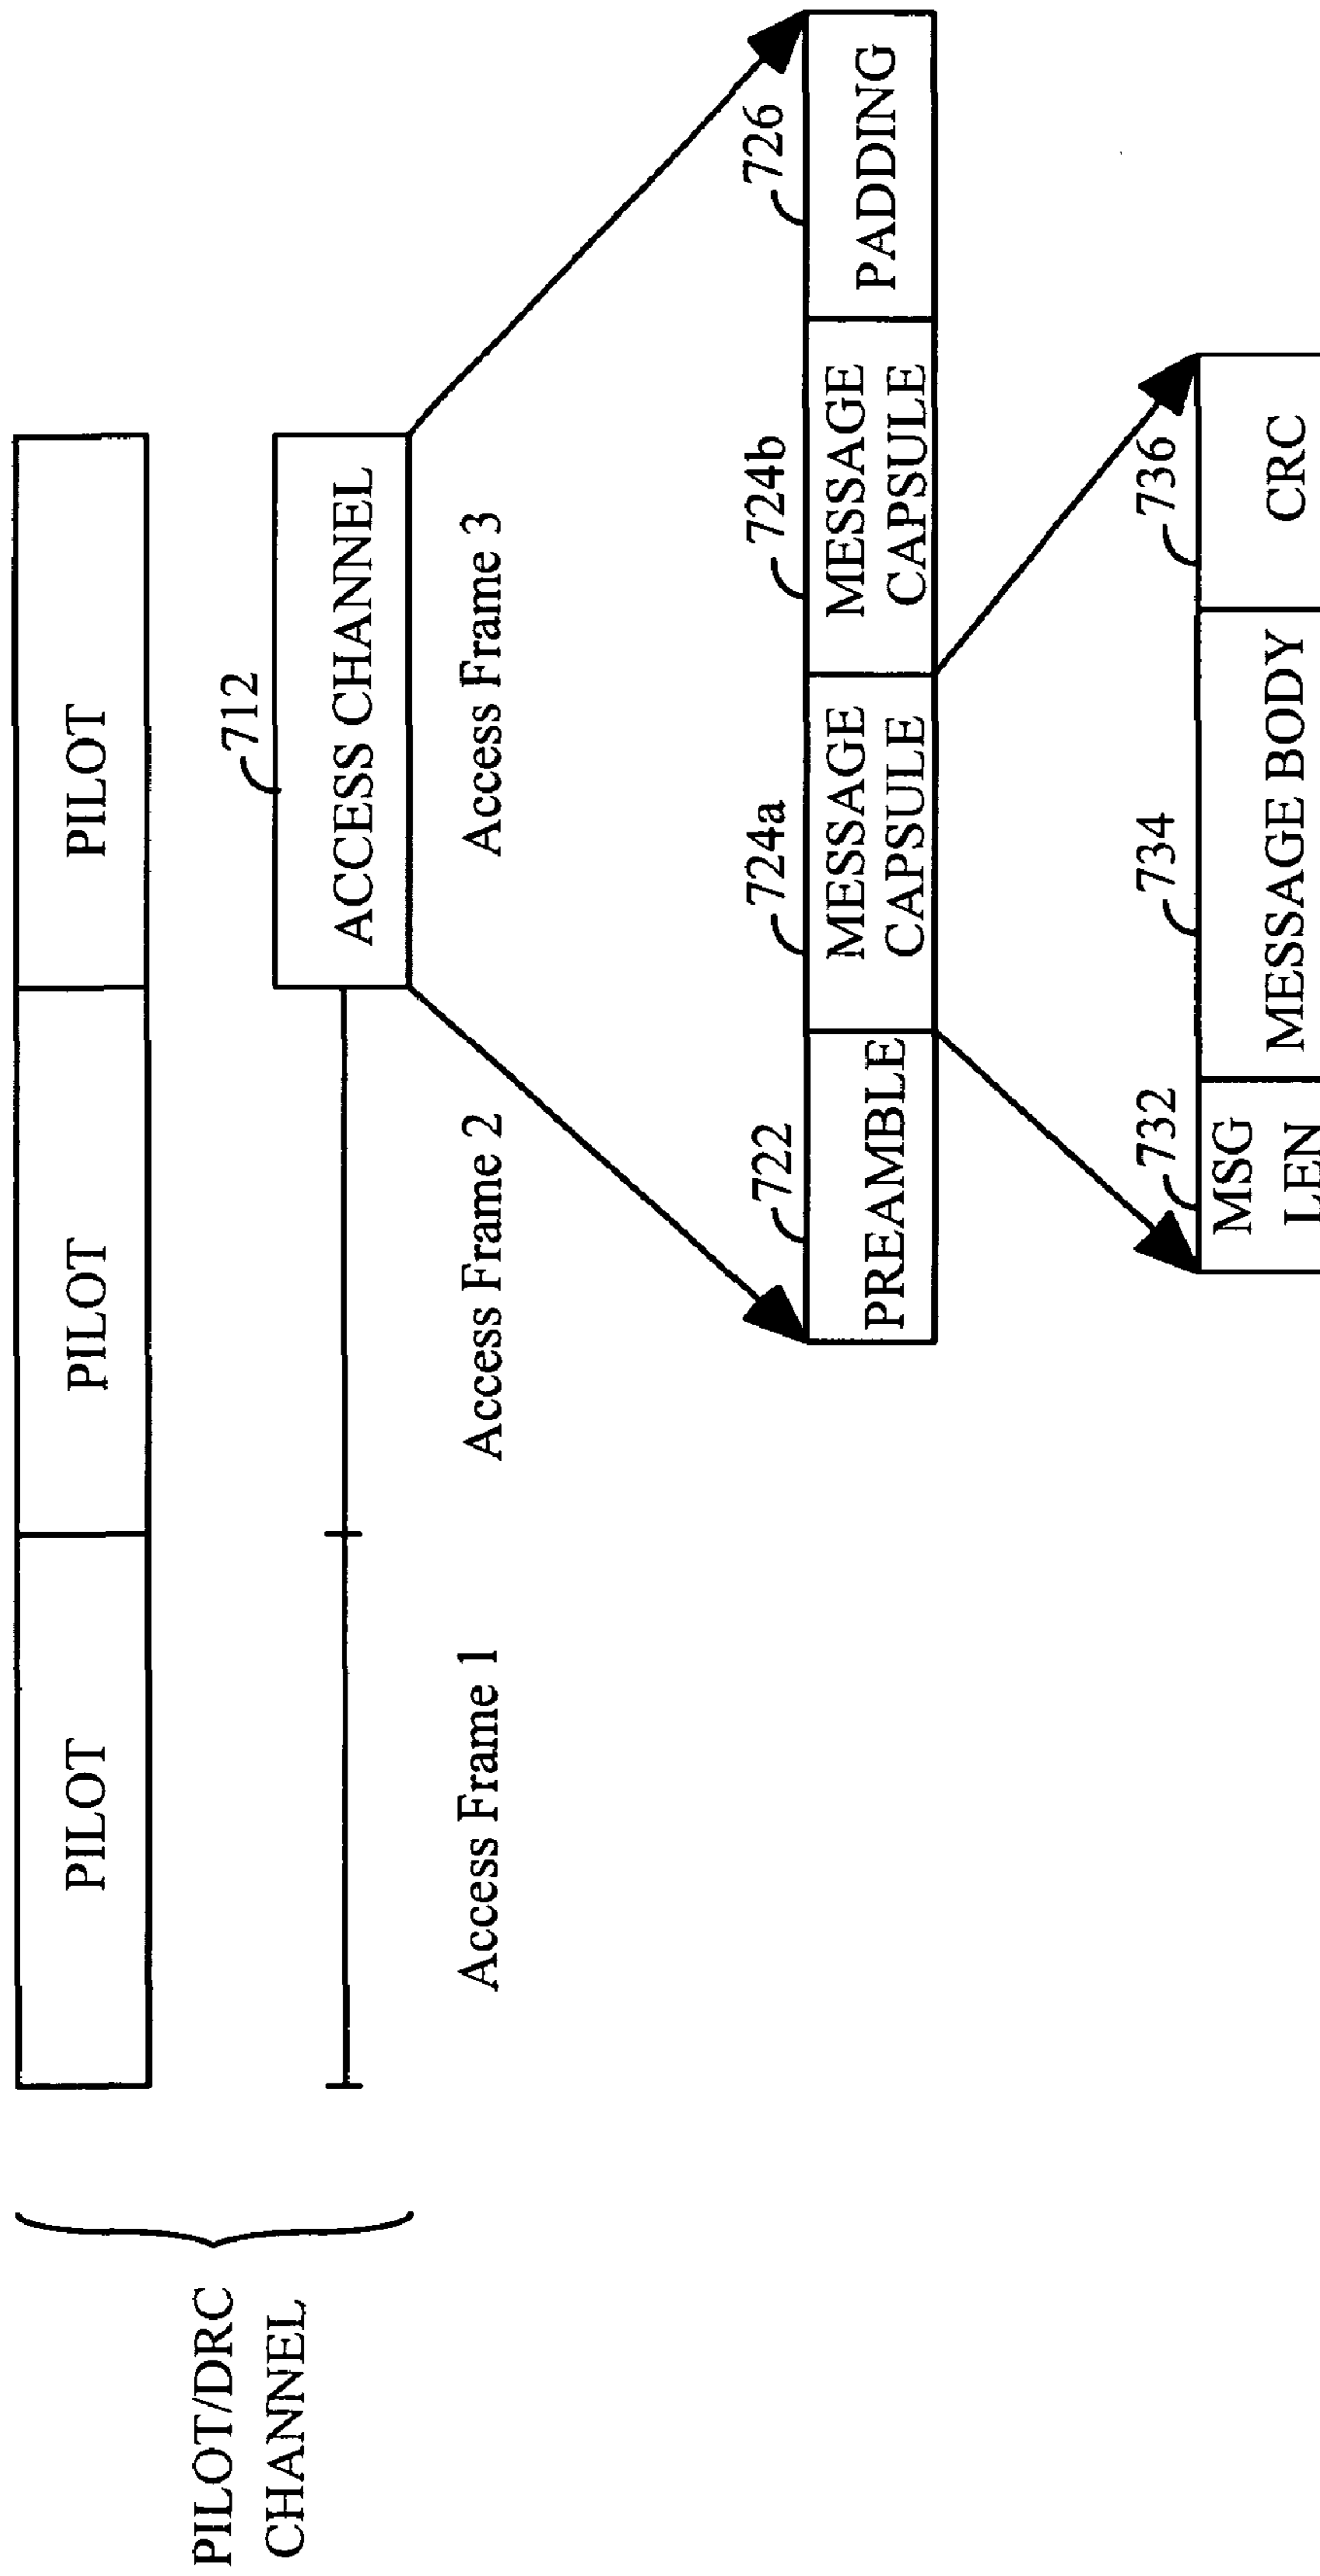 PILOT/DRC
CHANNEL
PILOT
PILOT
PILOT
712
ACCESS CHANNEL
Access Frame 1
Access Frame 2
Access Frame 3
722
724a
724b
726
PREAMBLE
MESSAGE
CAPSULE
MESSAGE
CAPSULE
PADDING
732
734
736
MSG
LEN
MESSAGE BODY
CRC